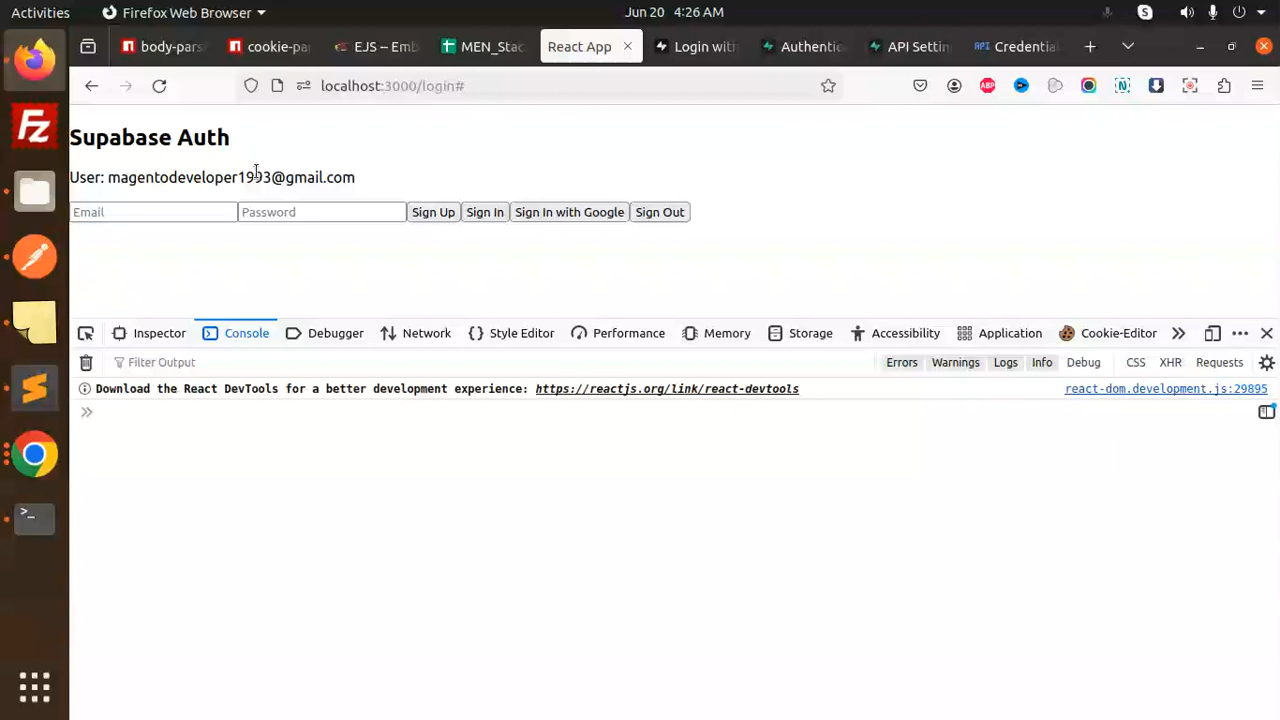 Activities Firefox Web Browser Jun 20 4:26 AM
body-pars cookie-pa EJS – Emb MEN_Stac React App Login with Authentic API Settin API Credentia
localhost:3000/login# ABP N
Supabase Auth
User: magentodeveloper1993@gmail.com
Email Password Sign Up Sign In Sign In with Google Sign Out
Inspector Console Debugger Network Style Editor Performance Memory Storage Accessibility Application Cookie-Editor
Filter Output Errors Warnings Logs Info Debug CSS XHR Requests
Download the React DevTools for a better development experience: https://reactjs.org/link/react-devtools react-dom.development.js:29895